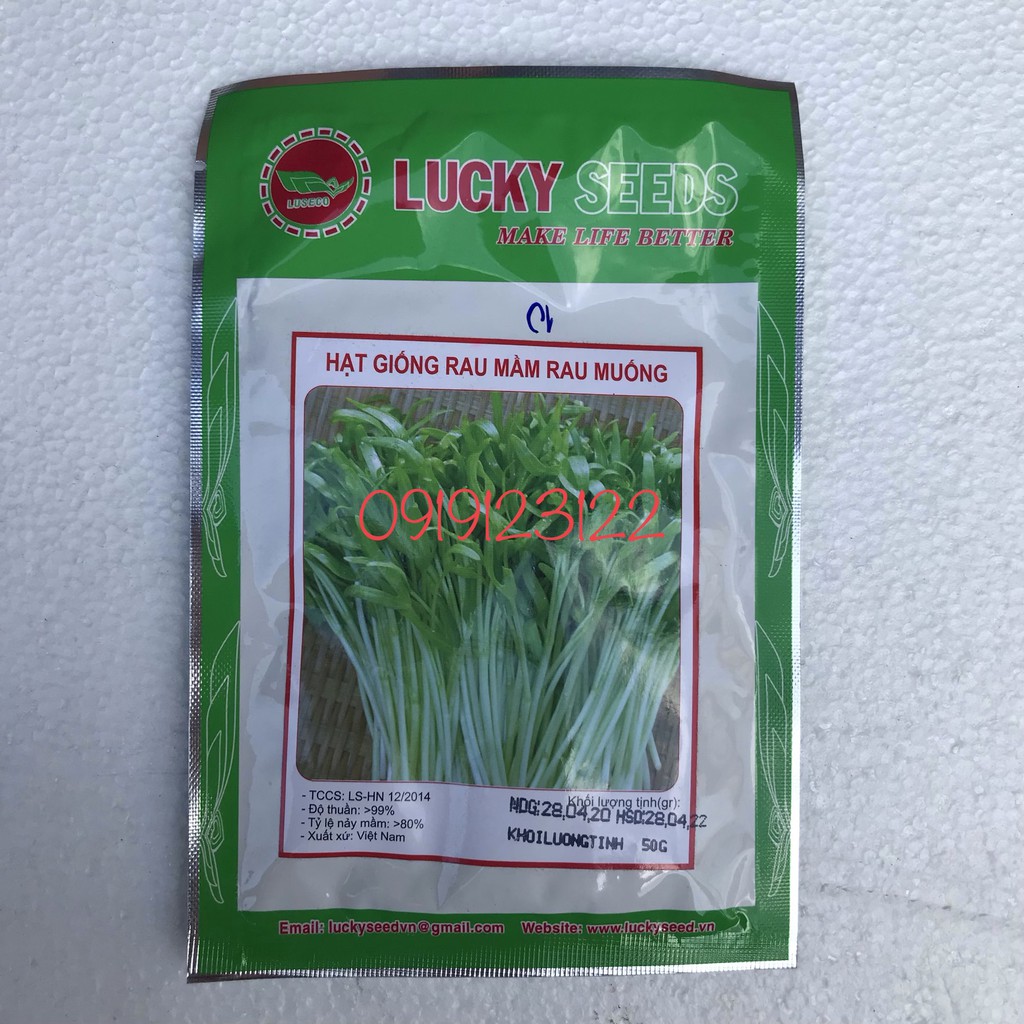 LUSECO
LUCKY SEEDS
MAKE LIFE BETTER
HẠT GIỐNG RAU MẦM RAU MUỐNG
0919123122
- TCCS: LS-HN 12/2014
- Độ thuần: >99%
- Tỷ lệ nảy mầm: >80%
- Xuất xứ: Việt Nam
Khối lượng tịnh(gr):
NDG:28,04,20 HSD:28,04,22
KHOILUONGTINH 50G
Email: luckyseedvn@gmail.com Website: www.luckyseed.vn